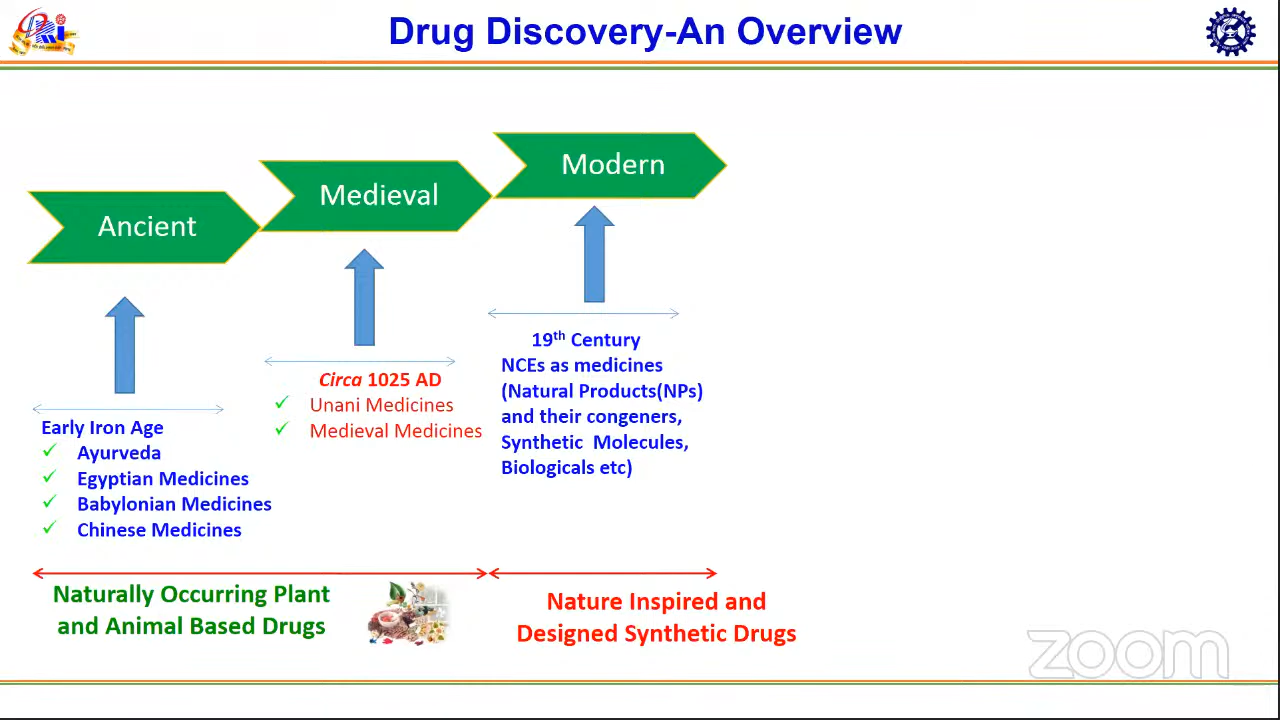 Drug Discovery-An Overview
Ancient
Medieval
Modern
Early Iron Age
✓ Ayurveda
✓ Egyptian Medicines
✓ Babylonian Medicines
✓ Chinese Medicines
Circa 1025 AD
✓ Unani Medicines
✓ Medieval Medicines
19th Century
NCEs as medicines
(Natural Products(NPs)
and their congeners,
Synthetic Molecules,
Biologicals etc)
Naturally Occurring Plant
and Animal Based Drugs
Nature Inspired and
Designed Synthetic Drugs
zoom